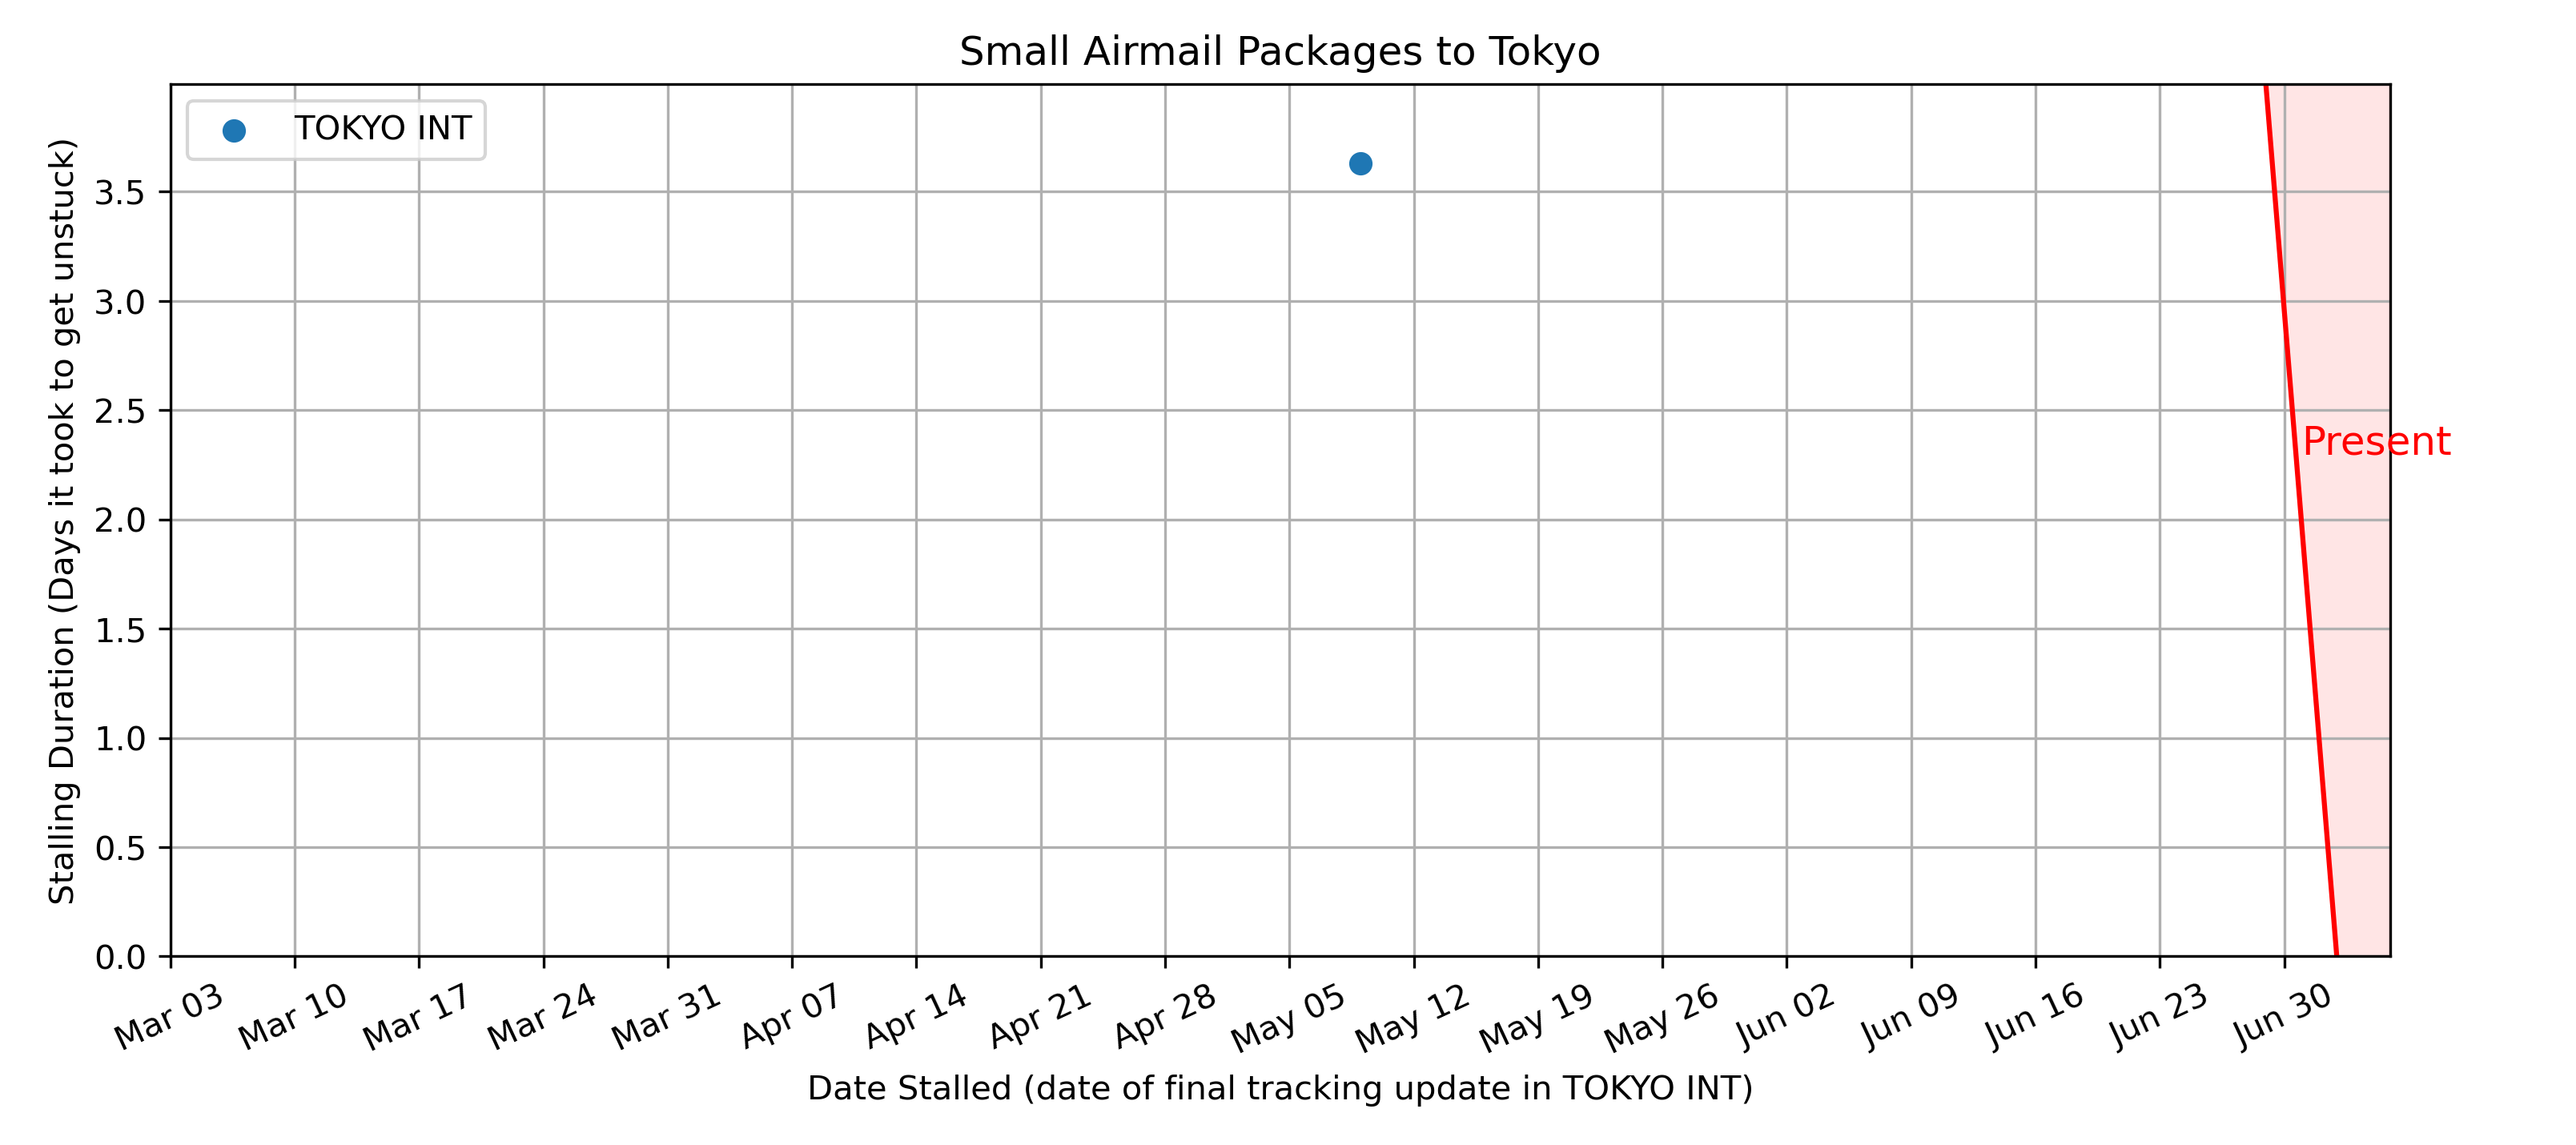 Small Airmail Packages to Tokyo
TOKYO INT
Stalling Duration (Days it took to get unstuck)
3.5
3.0
2.5
2.0
1.5
1.0
0.5
0.0
Present
Mar 03
Mar 10
Mar 17
Mar 24
Mar 31
Apr 07
Apr 14
Apr 21
Apr 28
May 05
May 12
May 19
May 26
Jun 02
Jun 09
Jun 16
Jun 23
Jun 30
Date Stalled (date of final tracking update in TOKYO INT)